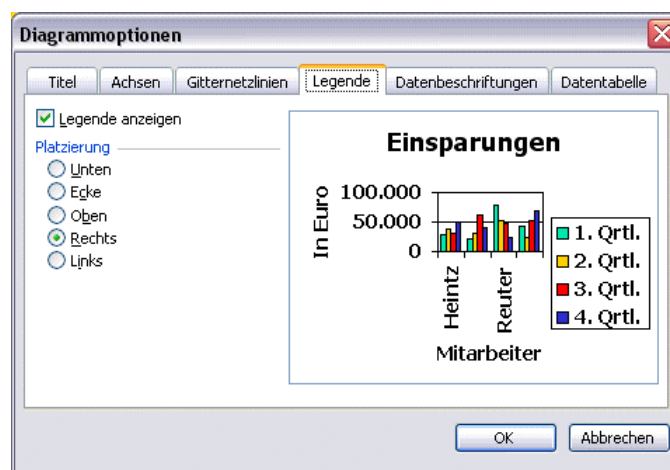 Diagrammoptionen
Titel Achsen Gitternetzlinien Legende Datenbeschriftungen Datentabelle
Legende anzeigen
Platzierung
Unten
Ecke
Oben
Rechts
Links
Einsparungen
In Euro
100.000
50.000
0
Heintz
Reuter
Mitarbeiter
1. Qrtl.
2. Qrtl.
3. Qrtl.
4. Qrtl.
OK Abbrechen